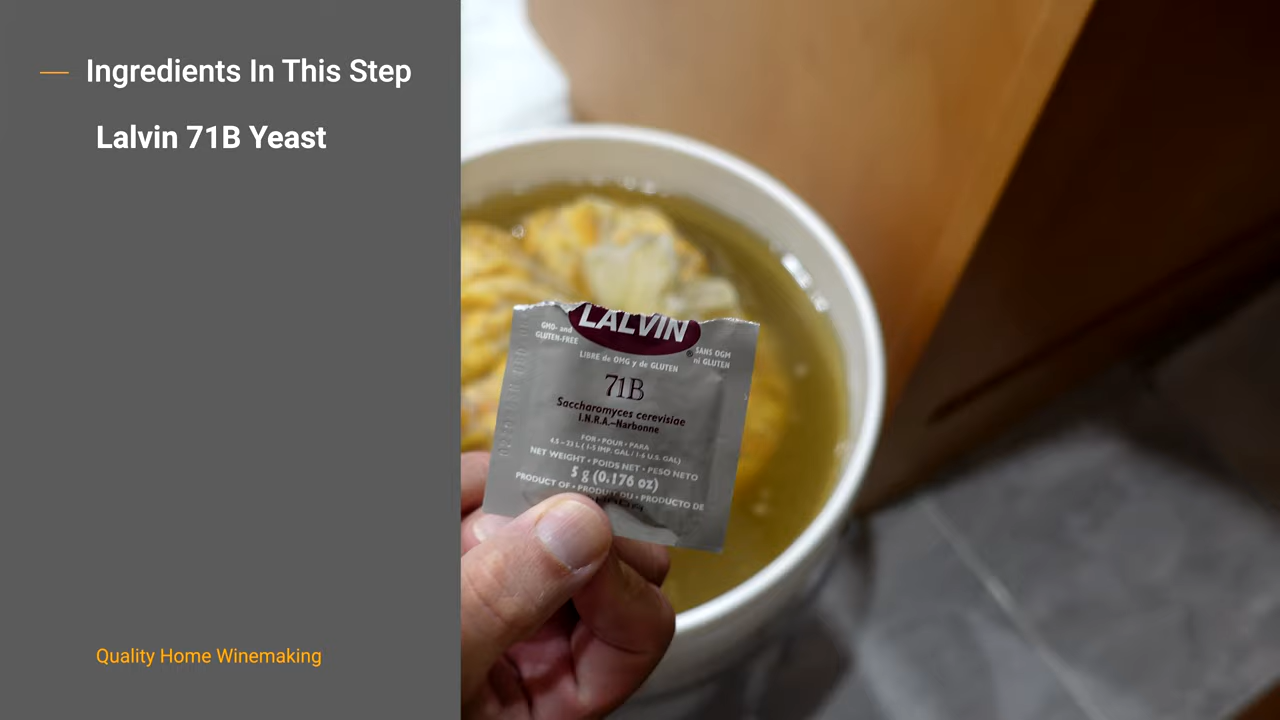 Ingredients In This Step
Lalvin 71B Yeast
LALVIN
GMO- and
GLUTEN-FREE
SANS OGM
ni GLUTEN
LIBRE de OMG y de GLUTEN
71B
Saccharomyces cerevisiae
I.N.R.A.–Narbonne
FOR • POUR • PARA
4.5 – 23 L ( 1-5 IMP. GAL / 1-6 U.S. GAL)
NET WEIGHT • POIDS NET • PESO NETO
5 g (0.176 oz)
PRODUCT OF • PRODUIT DU • PRODUCTO DE
Quality Home Winemaking